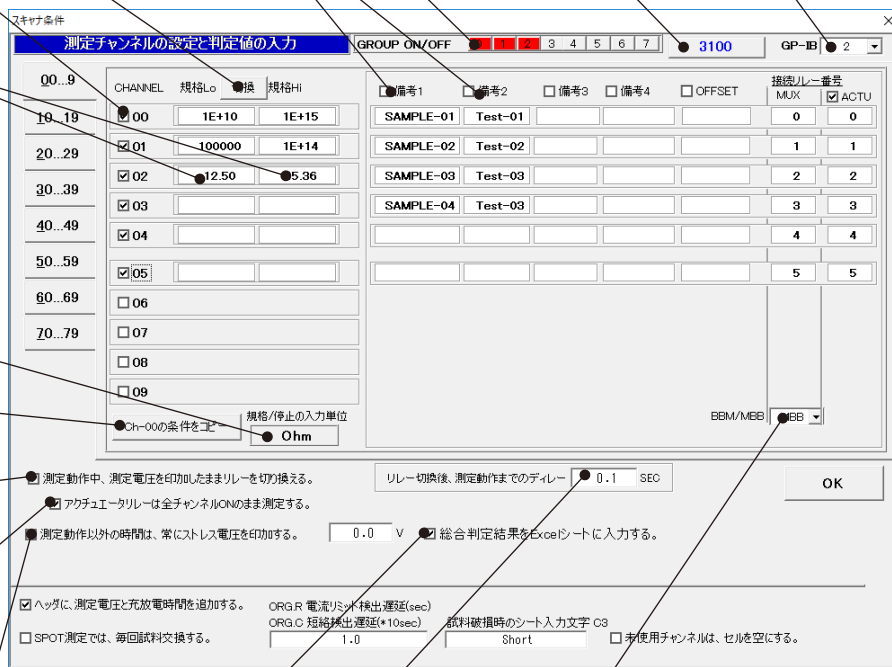 スキャナ条件
測定チャンネルの設定と判定値の入力 GROUP ON/OFF 1 2 3 4 5 6 7 3100 GP-IB 2
00...9
10...19
20...29
30...39
40...49
50...59
60...69
70...79
CHANNEL 規格Lo 換 規格Hi 備考1 備考2 備考3 備考4 OFFSET 接続リレー番号
MUX ACTU
00 1E+10 1E+15 SAMPLE-01 Test-01 0 0
01 100000 1E+14 SAMPLE-02 Test-02 1 1
02 12.50 5.36 SAMPLE-03 Test-03 2 2
03 SAMPLE-04 Test-03 3 3
04 4 4
05 5 5
06
07
08
09
Ch-00の条件をコピー 規格/停止の入力単位 Ohm BBM/MBB MBB
測定動作中、測定電圧を印加したままリレーを切り換える。 リレー切換後、測定動作までのディレー 0.1 SEC OK
アクチュエータリレーは全チャンネルONのまま測定する。
測定動作以外の時間は、常にストレス電圧を印加する。 0.0 V 総合判定結果をExcelシートに入力する。
ヘッダに、測定電圧と充放電時間を追加する。 ORG.R 電流リミット検出遅延(sec)
ORG.C 短絡検出遅延(*10sec) 試料破損時のシート入力文字 C3
SPOT測定では、毎回試料交換する。 1.0 Short 未使用チャンネルは、セルを空にする。